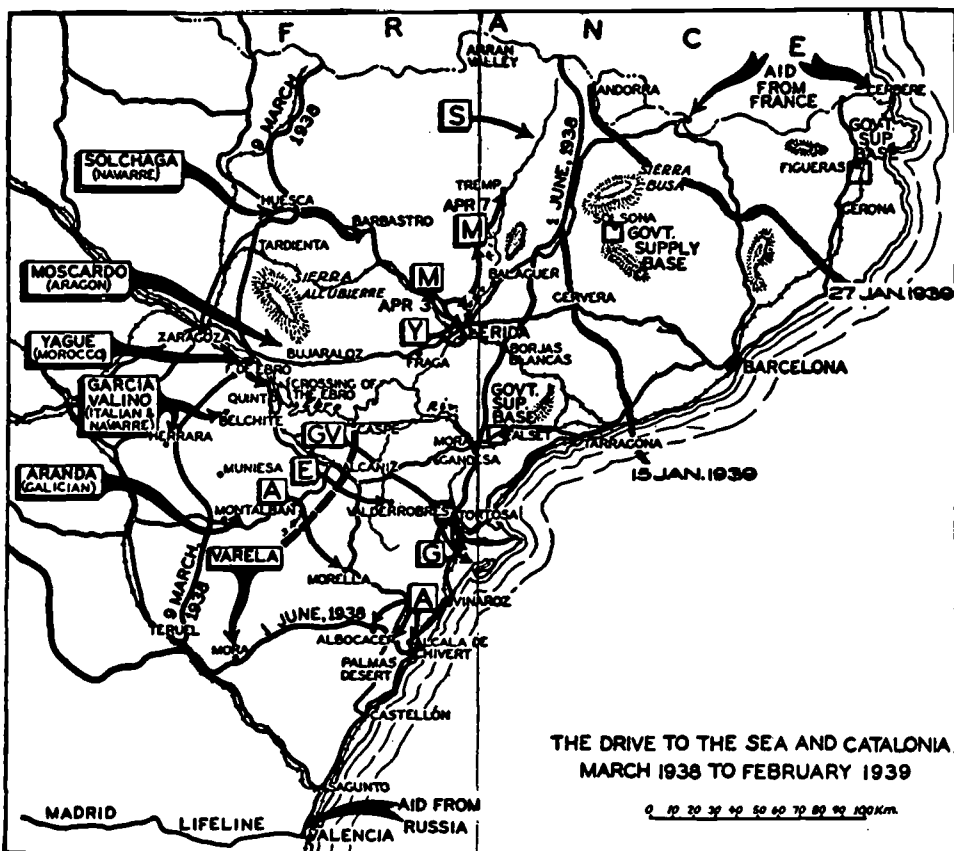 F R A N C E
ARRAN
VALLEY
ANDORRA
AID
FROM
FRANCE
CERBERE
GOVT.
SUP
BASE
FIGUERAS
GERONA
9 MARCH
1938
S
1 JUNE, 1938
SIERRA
BUSA
SOLCHAGA
(NAVARRE)
HUESCA
BARBASTRO
TREMP
APR 7
M
SOLSONA
GOVT.
SUPPLY
BASE
TARDIENTA
MOSCARDO
(ARAGON)
SIERRA
ALCUBIERRE
M
APR 3
BALAGUER
CERVERA
27 JAN. 1939
ZARAGOZA
Y
LERIDA
YAGUE
(MOROCCO)
BUJARALOZ
FRAGA
BORJAS
BLANCAS
BARCELONA
F. DE EBRO
GARCIA
VALINO
(ITALIAN &
NAVARRE)
QUINTO
CROSSING OF
THE EBRO
BELCHITE
GOVT.
SUP.
BASE
HERRARA
GV
CASPE
MORA
FALSET
TARRAGONA
GANDESA
15 JAN. 1939
ARANDA
(GALICIAN)
MUNIESA
E
ALCANIZ
A
MONTALBAN
VALDERROBRES
TORTOSA
VARELA
G
MORELLA
9 MARCH
1938
A
VINAROZ
1 JUNE, 1938
TERUEL
MORA
ALBOCACER
ALCALA DE
CHIVERT
PALMAS
DESERT
CASTELLÓN
THE DRIVE TO THE SEA AND CATALONIA,
MARCH 1938 TO FEBRUARY 1939
SAGUNTO
0 10 20 30 40 50 60 70 80 90 100 Km.
MADRID LIFELINE
AID FROM
RUSSIA
VALENCIA